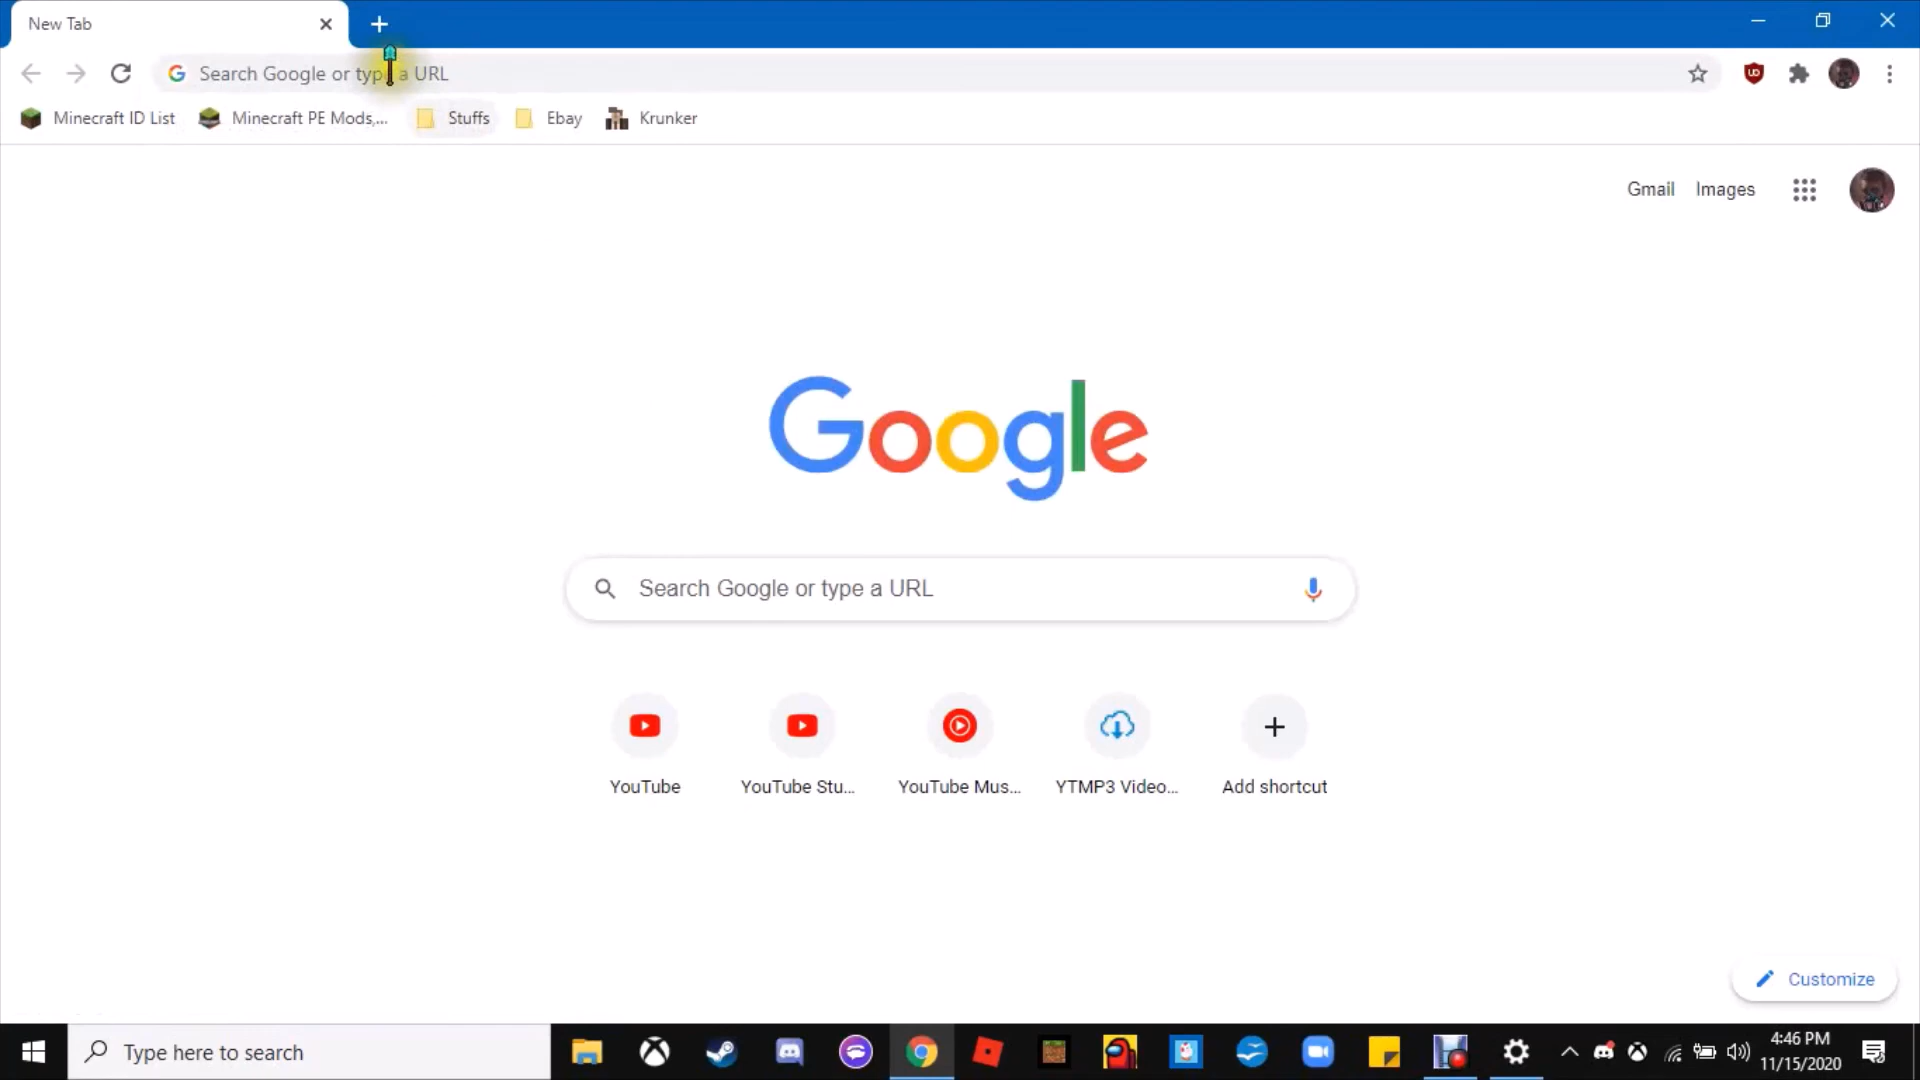 New Tab
Search Google or type a URL
Minecraft ID List Minecraft PE Mods,... Stuffs Ebay Krunker
Gmail Images
Google
Search Google or type a URL
YouTube YouTube Stu... YouTube Mus... YTMP3 Video... Add shortcut
Customize
Type here to search
4:46 PM
11/15/2020